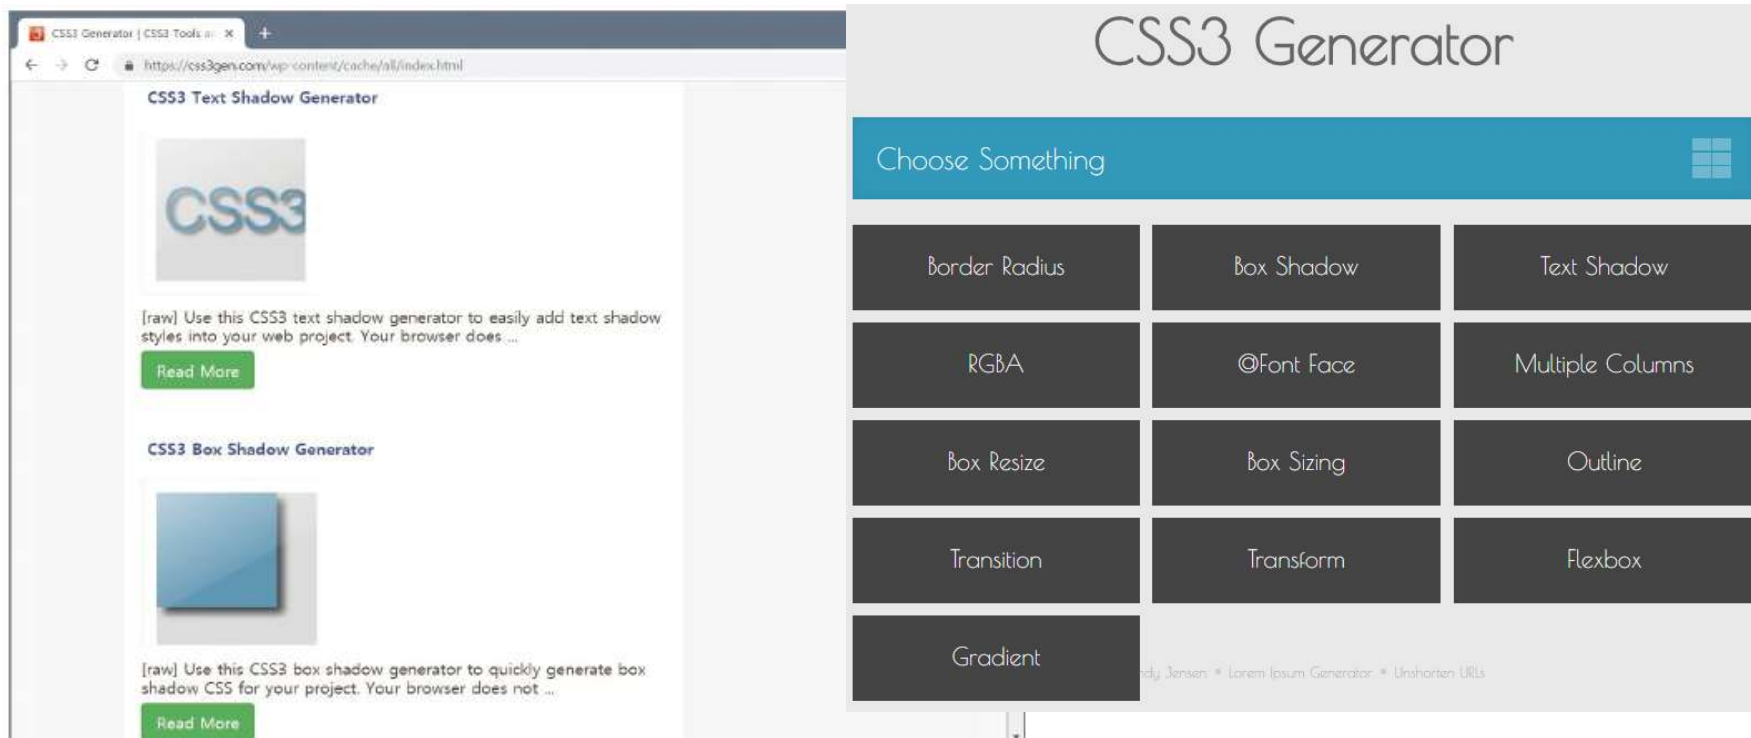 CSS3 Generator | CSS3 Tools a
https://css3gen.com/wp-content/cache/all/index.html
CSS3 Text Shadow Generator
CSS3
[raw] Use this CSS3 text shadow generator to easily add text shadow
styles into your web project. Your browser does ...
Read More
CSS3 Box Shadow Generator
[raw] Use this CSS3 box shadow generator to quickly generate box
shadow CSS for your project. Your browser does not ...
Read More
CSS3 Generator
Choose Something
Border Radius
Box Shadow
Text Shadow
RGBA
@Font Face
Multiple Columns
Box Resize
Box Sizing
Outline
Transition
Transform
Flexbox
Gradient
ndy Jensen * Lorem Ipsum Generator * Unshorten URLs